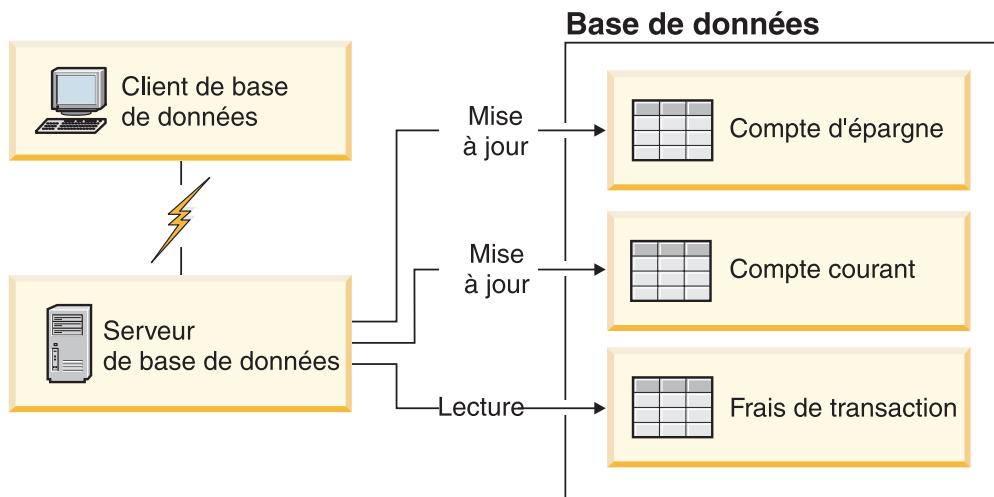 Base de données
Client de base
de données
Mise
à jour
Compte d'épargne
Mise
à jour
Compte courant
Serveur
de base de données
Lecture
Frais de transaction